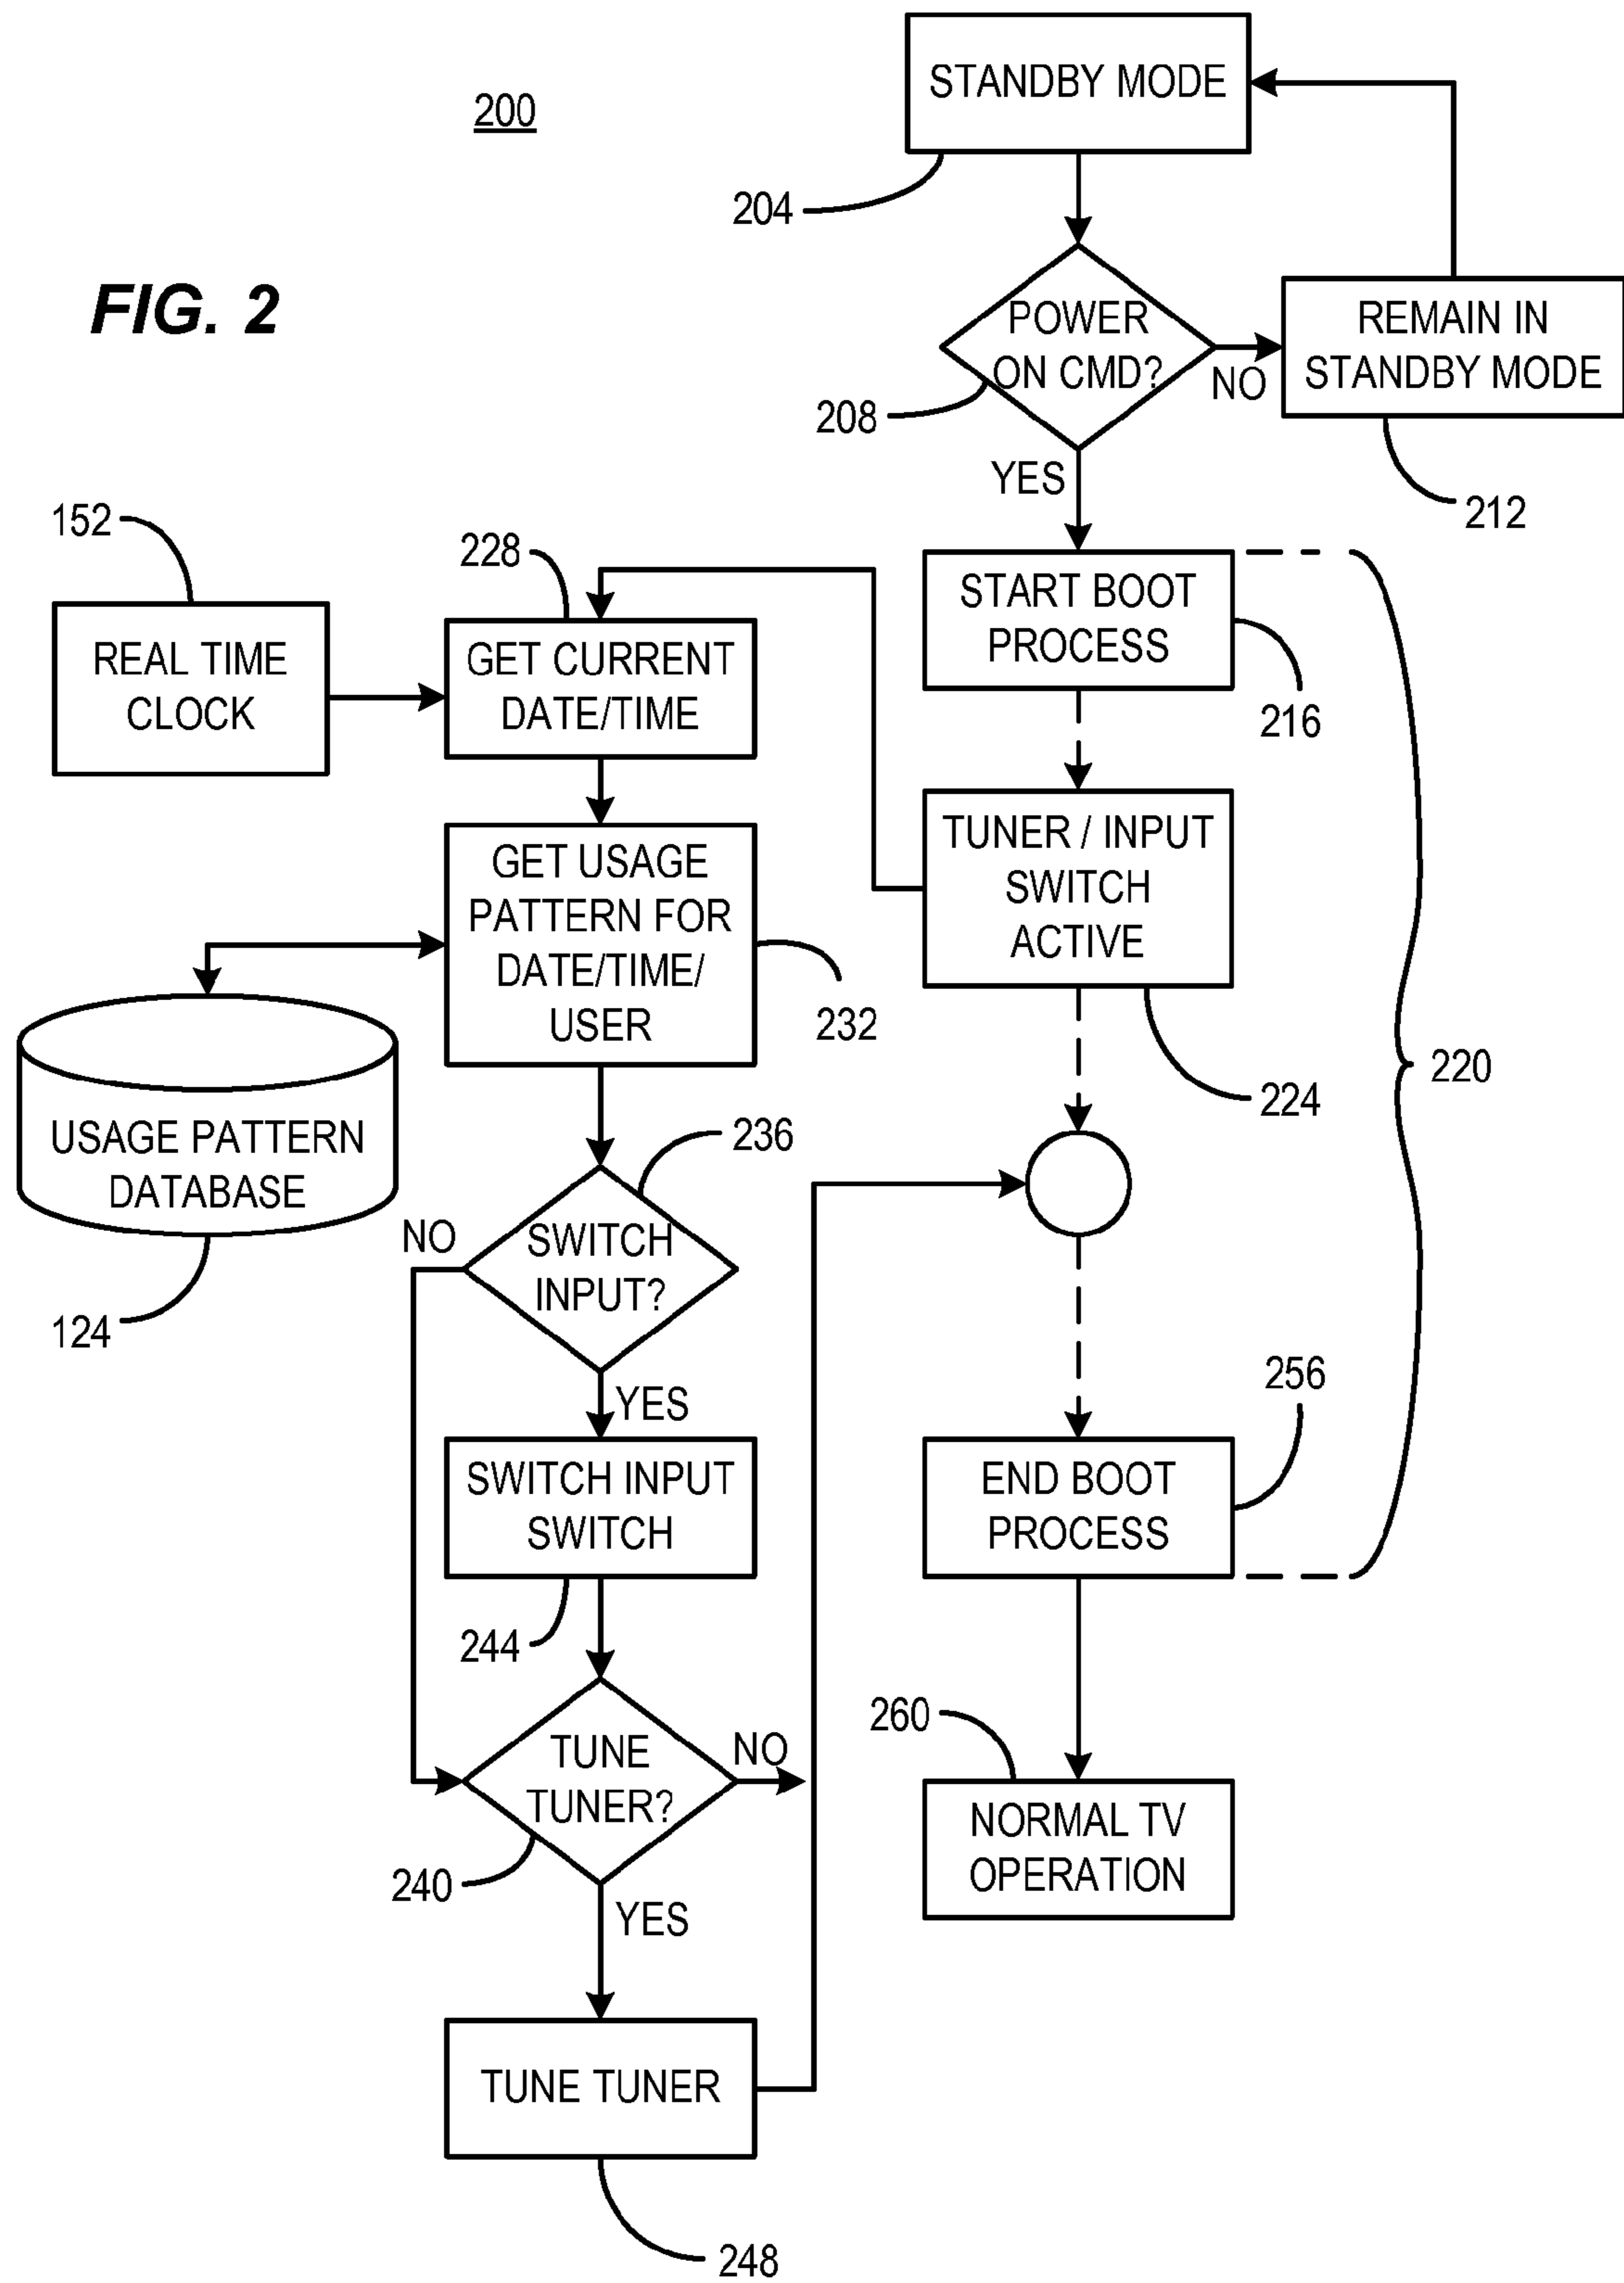 200
STANDBY MODE
204
FIG. 2
POWER
ON CMD?
NO
REMAIN IN
STANDBY MODE
208
YES
212
152
228
START BOOT
PROCESS
216
REAL TIME
CLOCK
GET CURRENT
DATE/TIME
TUNER / INPUT
SWITCH
ACTIVE
GET USAGE
PATTERN FOR
DATE/TIME/
USER
232
224
220
USAGE PATTERN
DATABASE
124
236
NO
SWITCH
INPUT?
YES
256
SWITCH INPUT
SWITCH
END BOOT
PROCESS
244
260
TUNE
TUNER?
NO
240
YES
NORMAL TV
OPERATION
TUNE TUNER
248